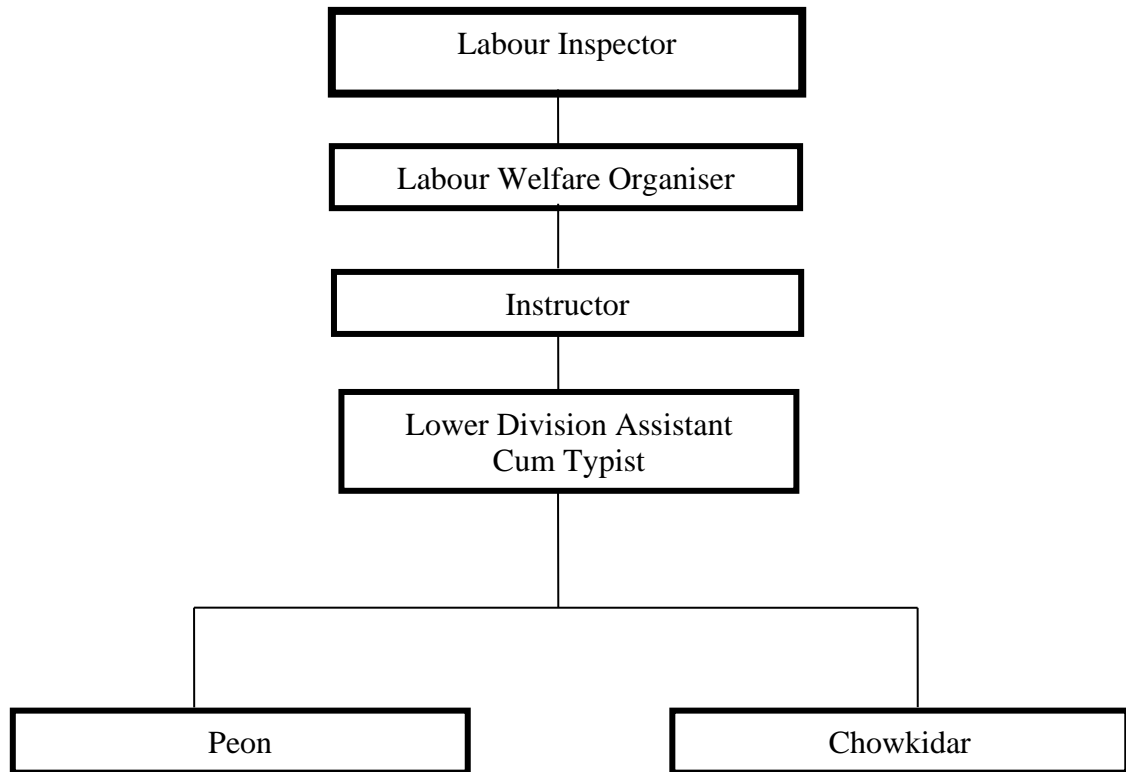 Labour Inspector
Labour Welfare Organiser
Instructor
Lower Division Assistant
Cum Typist
Peon
Chowkidar